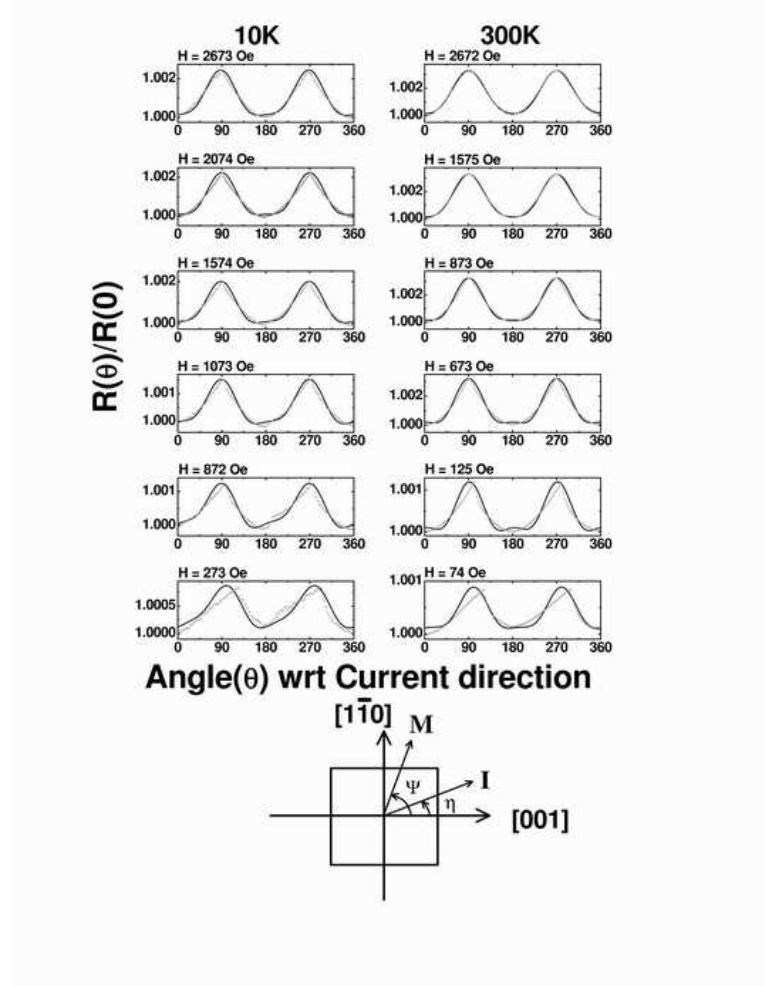 10K 300K
H = 2673 Oe H = 2672 Oe
1.002 1.002
1.000 1.000
0 90 180 270 360 0 90 180 270 360
H = 2074 Oe H = 1575 Oe
1.002 1.002
1.000 1.000
0 90 180 270 360 0 90 180 270 360
H = 1574 Oe H = 873 Oe
1.002 1.002
1.000 1.000
0 90 180 270 360 0 90 180 270 360
R(θ)/R(0)
H = 1073 Oe H = 673 Oe
1.001 1.002
1.000 1.000
0 90 180 270 360 0 90 180 270 360
H = 872 Oe H = 125 Oe
1.001 1.001
1.000 1.000
0 90 180 270 360 0 90 180 270 360
H = 273 Oe H = 74 Oe
1.0005 1.001
1.0000 1.000
0 90 180 270 360 0 90 180 270 360
Angle(θ) wrt Current direction
[11̅0]
M
I
Ψ
η
[001]